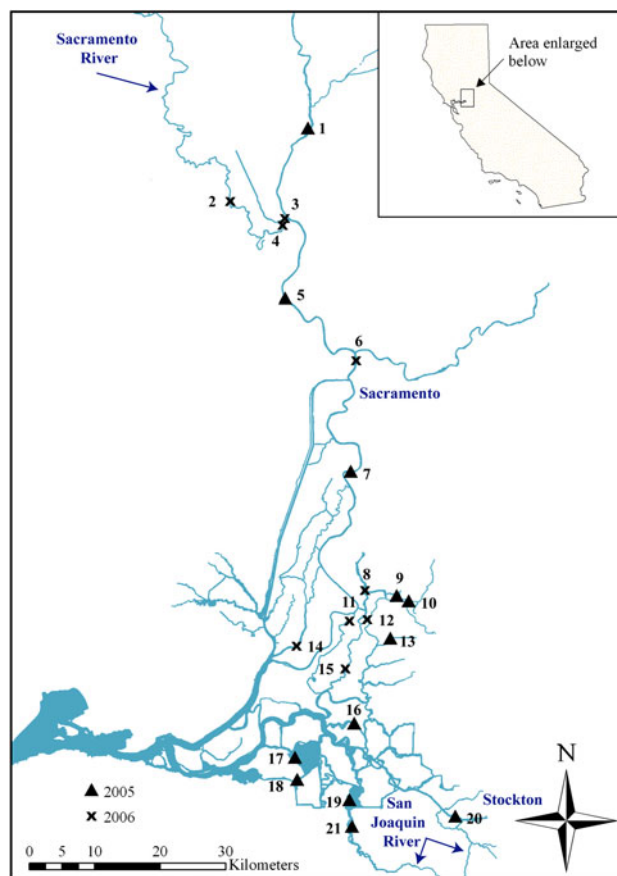 Sacramento
River
Area enlarged
below
1
2
3
4
5
6
Sacramento
7
8
9
10
11
12
13
14
15
16
17
18
19
20
21
Stockton
San
Joaquin
River
N
2005
2006
0 5 10 20 30
Kilometers